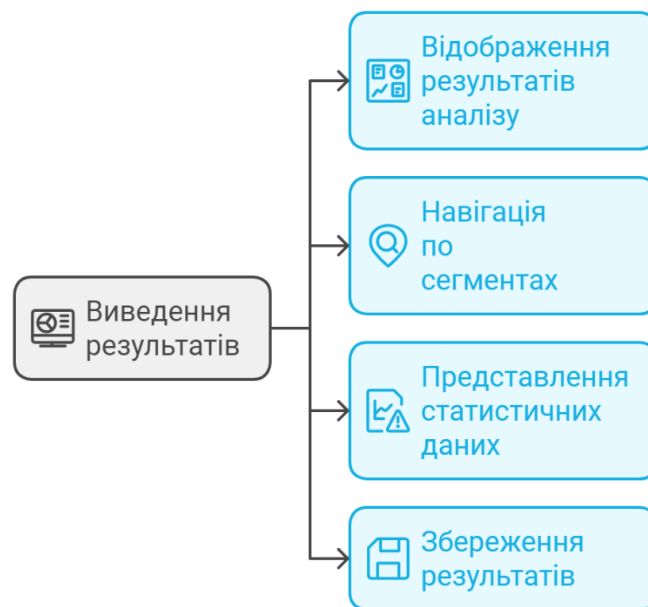 Відображення
результатів
аналізу
Навігація
по
сегментах
Виведення
результатів
Представлення
статистичних
даних
Збереження
результатів